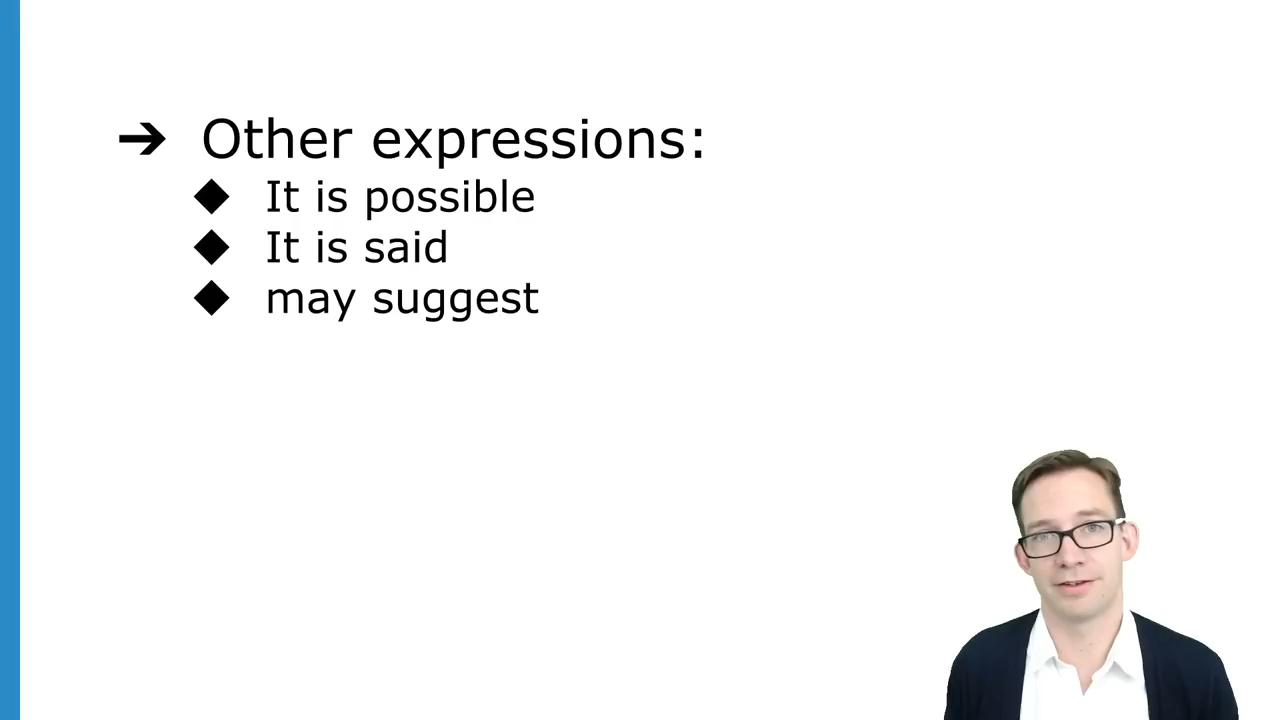 ➔ Other expressions:
◆ It is possible
◆ It is said
◆ may suggest